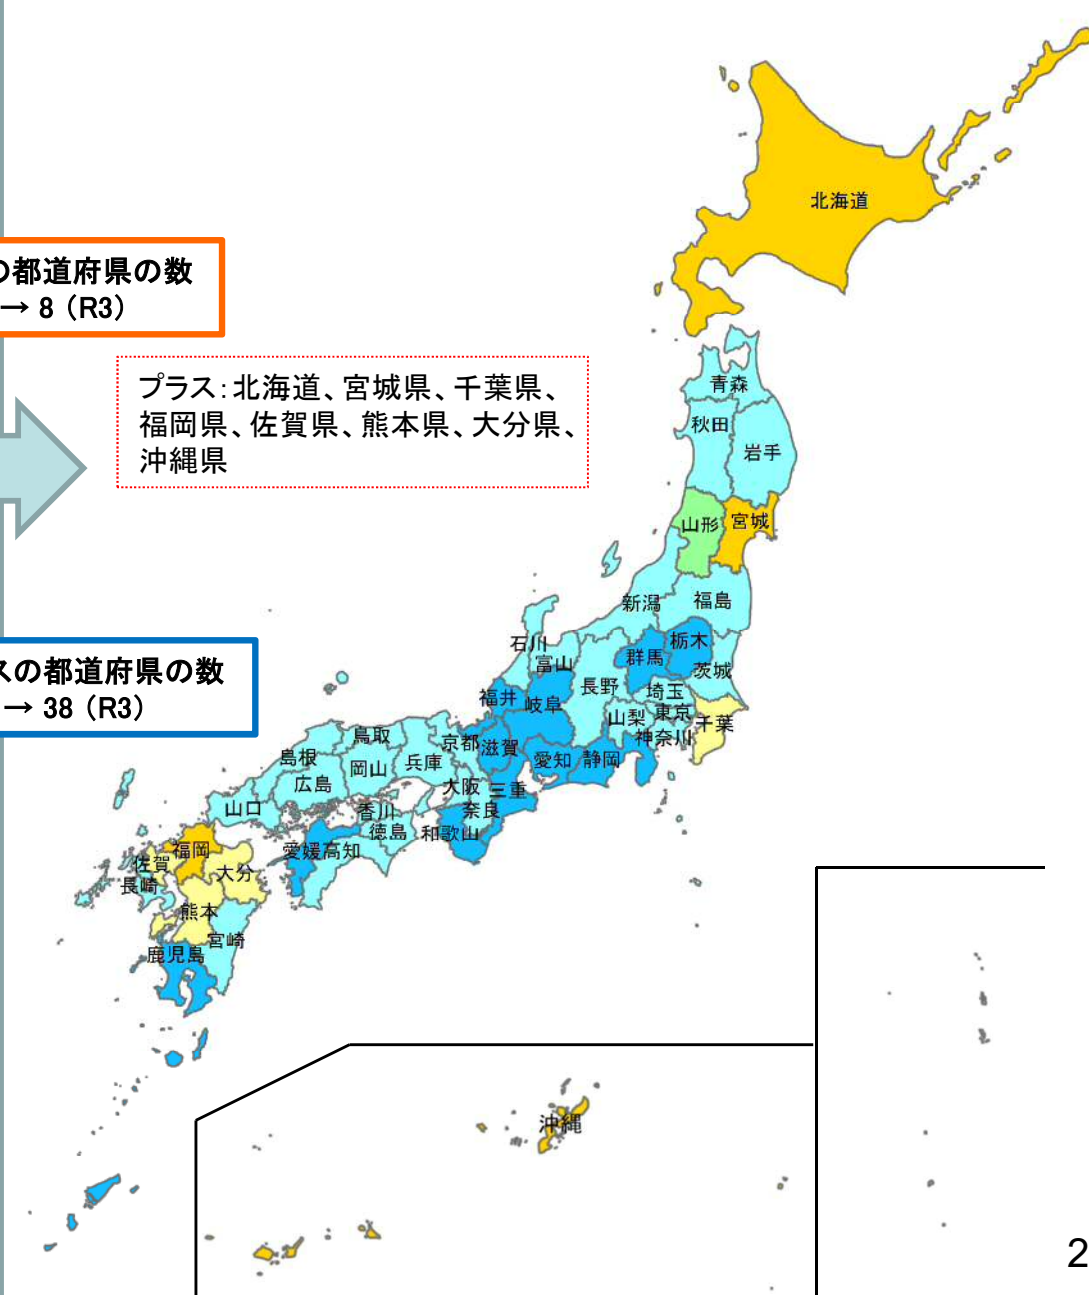 北海道
の都道府県の数
→ 8 (R3)
プラス：北海道、宮城県、千葉県、
福岡県、佐賀県、熊本県、大分県、
沖縄県
青森
秋田
岩手
山形
宮城
新潟
福島
石川
富山
群馬
栃木
茨城
スの都道府県の数
→ 38 (R3)
福井
岐阜
長野
埼玉
山梨
東京
千葉
神奈川
鳥取
京都
滋賀
愛知
静岡
島根
岡山
兵庫
広島
大阪
三重
山口
香川
奈良
徳島
和歌山
福岡
愛媛
高知
佐賀
大分
長崎
熊本
宮崎
鹿児島
沖縄
2